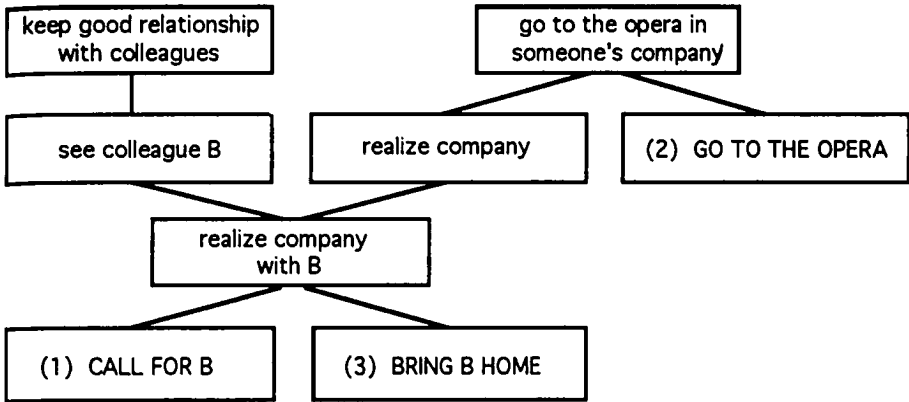 keep good relationship
with colleagues
go to the opera in
someone's company
see colleague B
realize company
(2) GO TO THE OPERA
realize company
with B
(1) CALL FOR B
(3) BRING B HOME